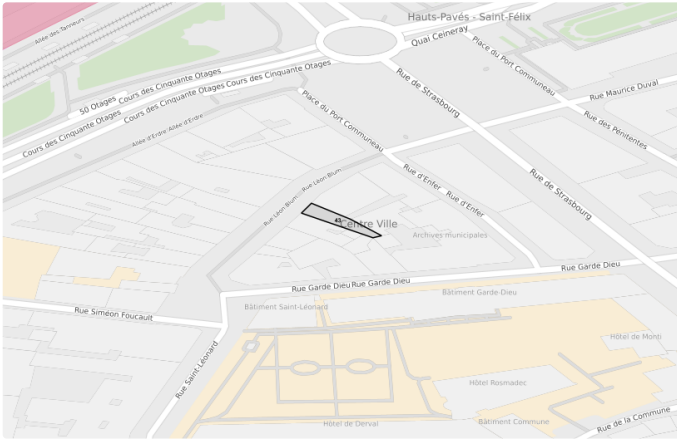 Hauts-Pavés - Saint-Félix
Allée des Tanneurs
Quai Ceineray
Place du Port Communeau
50 Otages
Cours des Cinquante Otages
Cours des Cinquante Otages
Cours des Cinquante Otages
Cours des Cinquante Otages
Rue de Strasbourg
Rue Maurice Duval
Place du Port Communeau
Rue des Pénitentes
Allée d'Erdre
Allée d'Erdre
Rue Léon Blum
Rue Léon Blum
Rue d'Enfer
Rue d'Enfer
Rue de Strasbourg
Centre Ville
Archives municipales
Rue Garde Dieu
Rue Garde Dieu
Rue Garde Dieu
Bâtiment Saint-Léonard
Bâtiment Garde-Dieu
Rue Siméon Foucault
Rue Saint-Léonard
Hôtel de Monti
Hôtel Rosmadec
Hôtel de Derval
Bâtiment Commune
Rue de la Commune